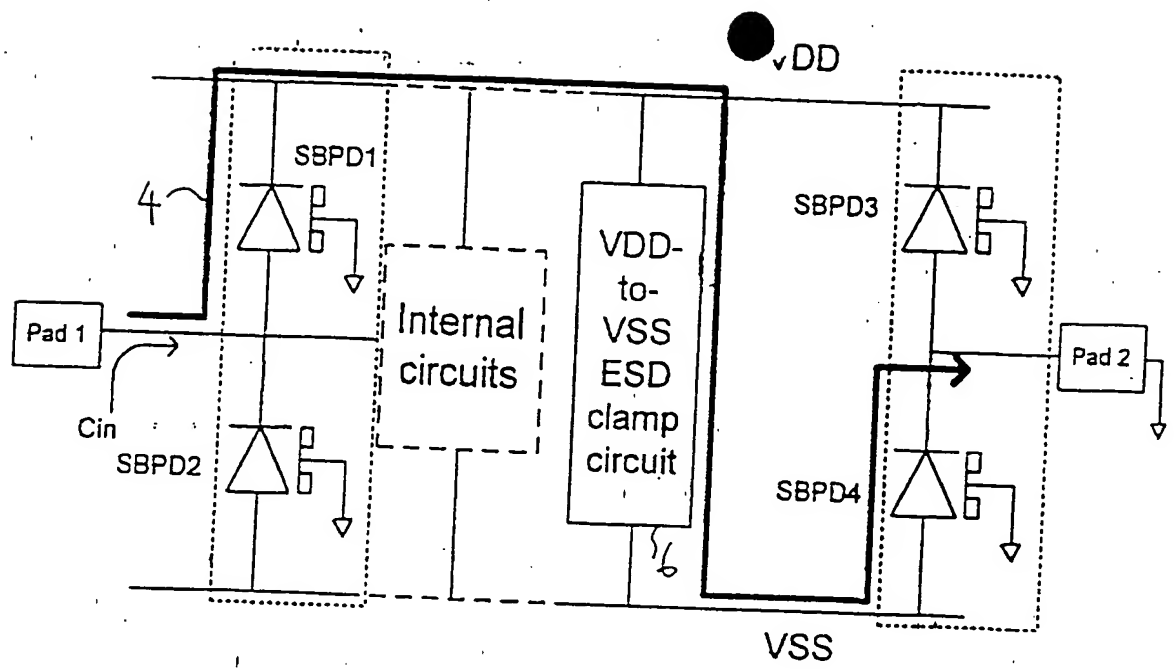 VDD
SBPD1
SBPD3
4
VDD-
to-
VSS
ESD
clamp
circuit
Internal
circuits
Pad 1
Pad 2
Cin
SBPD2
SBPD4
6
VSS